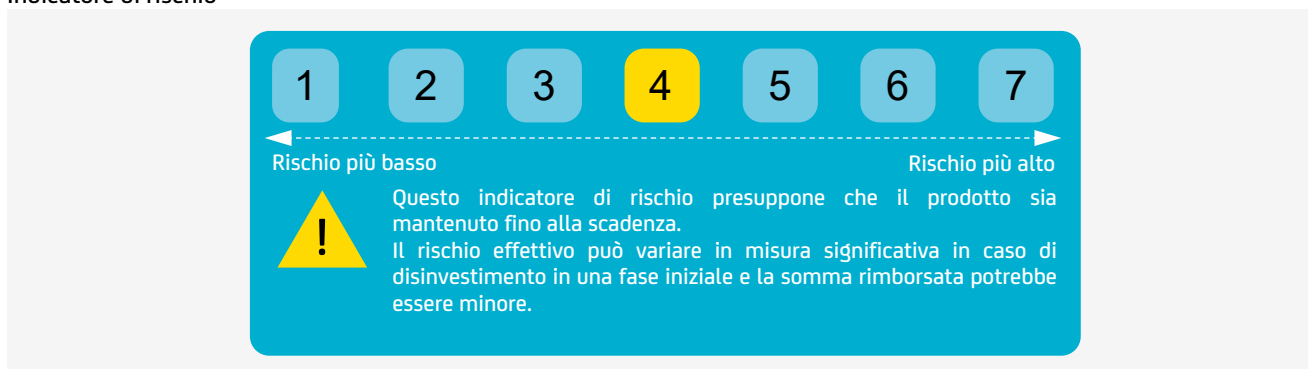 Indicatore di rischio
1 2 3 4 5 6 7
Rischio più basso Rischio più alto
!
Questo indicatore di rischio presuppone che il prodotto sia
mantenuto fino alla scadenza.
Il rischio effettivo può variare in misura significativa in caso di
disinvestimento in una fase iniziale e la somma rimborsata potrebbe
essere minore.